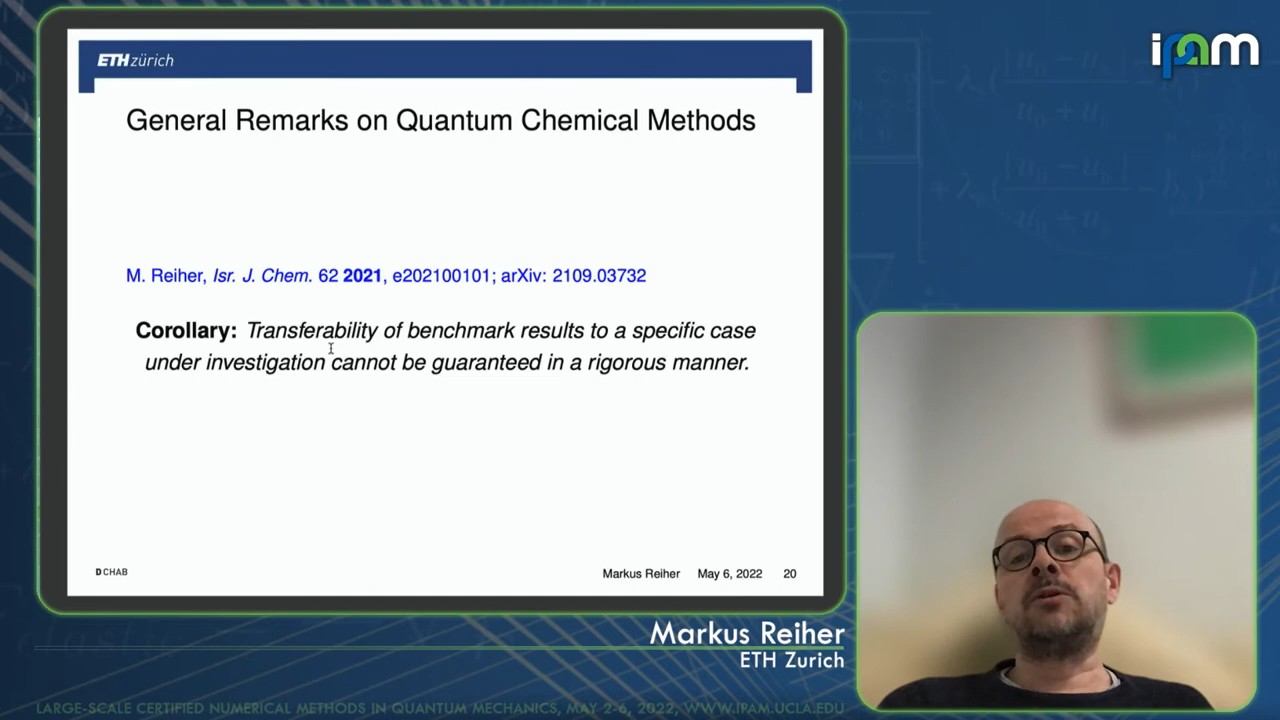 ETH zürich
ipam
General Remarks on Quantum Chemical Methods
M. Reiher, Isr. J. Chem. 62 2021, e202100101; arXiv: 2109.03732
Corollary: Transferability of benchmark results to a specific case
under investigation cannot be guaranteed in a rigorous manner.
D CHAB
Markus Reiher May 6, 2022 20
Markus Reiher
ETH Zurich
LARGE-SCALE CERTIFIED NUMERICAL METHODS IN QUANTUM MECHANICS, MAY 2-6, 2022, WWW.IPAM.UCLA.EDU